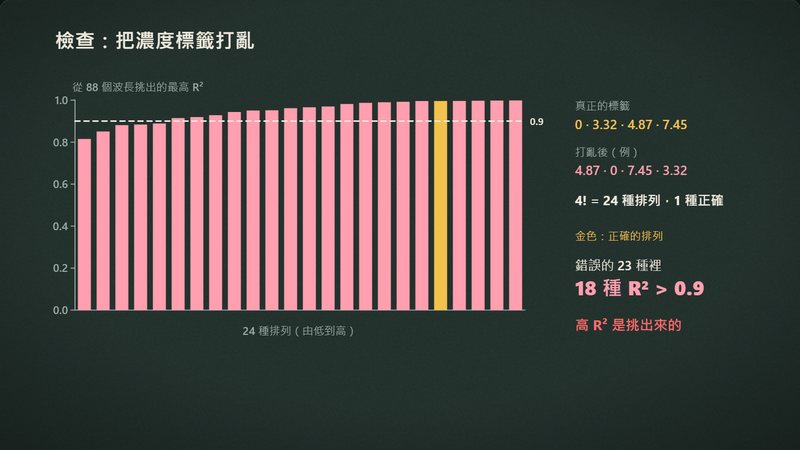 檢查：把濃度標籤打亂
從 88 個波長挑出的最高 R²
1.0
0.8
0.6
0.4
0.2
0.0
0.9
24 種排列（由低到高）
真正的標籤
0 · 3.32 · 4.87 · 7.45
打亂後（例）
4.87 · 0 · 7.45 · 3.32
4! = 24 種排列 · 1 種正確
金色：正確的排列
錯誤的 23 種裡
18 種 R² > 0.9
高 R² 是挑出來的